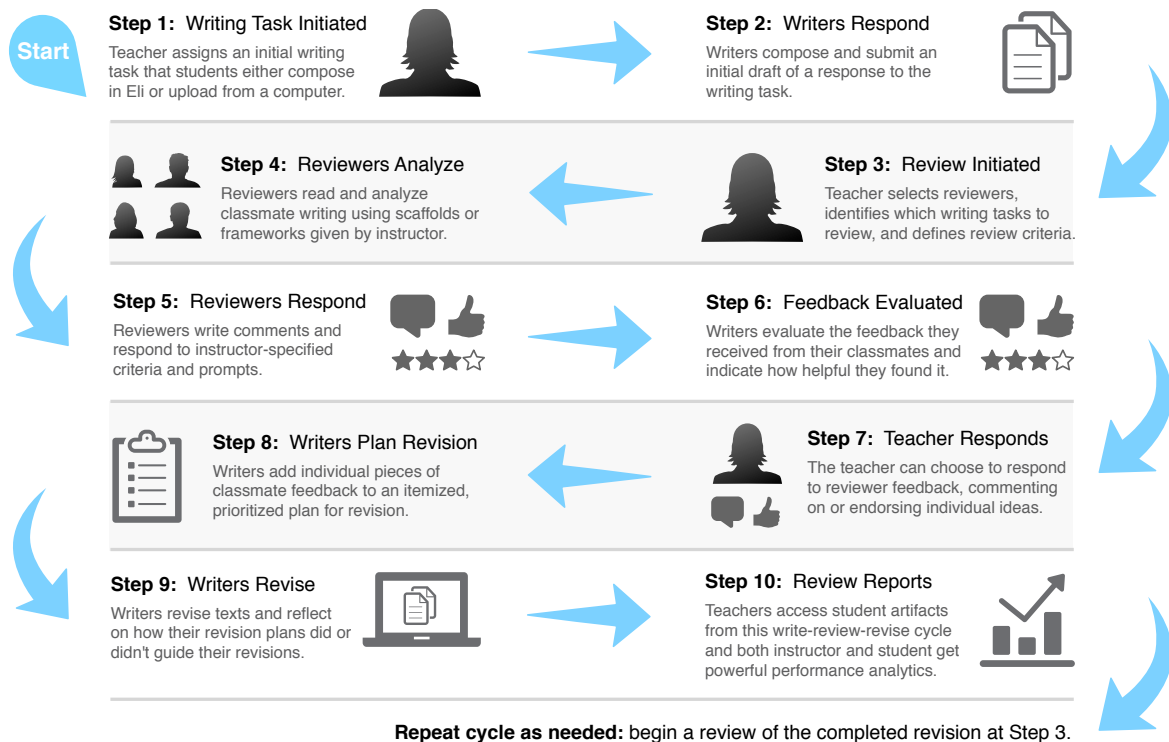 Start
Step 1: Writing Task Initiated
Teacher assigns an initial writing
task that students either compose
in Eli or upload from a computer.
Step 2: Writers Respond
Writers compose and submit an
initial draft of a response to the
writing task.
Step 3: Review Initiated
Teacher selects reviewers,
identifies which writing tasks to
review, and defines review criteria.
Step 4: Reviewers Analyze
Reviewers read and analyze
classmate writing using scaffolds or
frameworks given by instructor.
Step 5: Reviewers Respond
Reviewers write comments and
respond to instructor-specified
criteria and prompts.
Step 6: Feedback Evaluated
Writers evaluate the feedback they
received from their classmates and
indicate how helpful they found it.
Step 7: Teacher Responds
The teacher can choose to respond
to reviewer feedback, commenting
on or endorsing individual ideas.
Step 8: Writers Plan Revision
Writers add individual pieces of
classmate feedback to an itemized,
prioritized plan for revision.
Step 9: Writers Revise
Writers revise texts and reflect
on how their revision plans did or
didn't guide their revisions.
Step 10: Review Reports
Teachers access student artifacts
from this write-review-revise cycle
and both instructor and student get
powerful performance analytics.
Repeat cycle as needed: begin a review of the completed revision at Step 3.